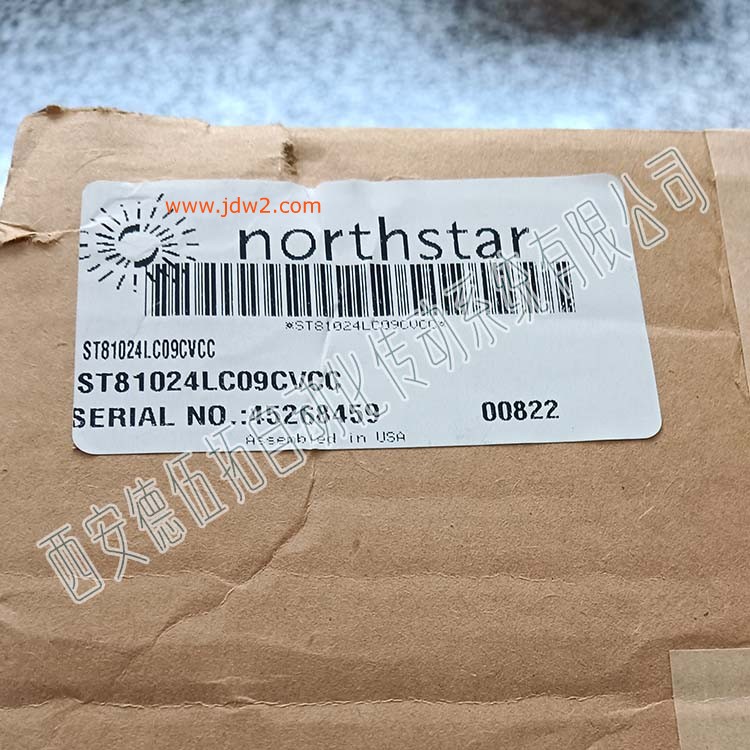 www.jdw2.com
northstar
*ST81024LC09CVCC*
ST81024LC09CVCC
ST81024LC09CVCC
SERIAL NO.:45268459 00822
Assembled in USA
西安德伍拓自动化传动系统有限公司